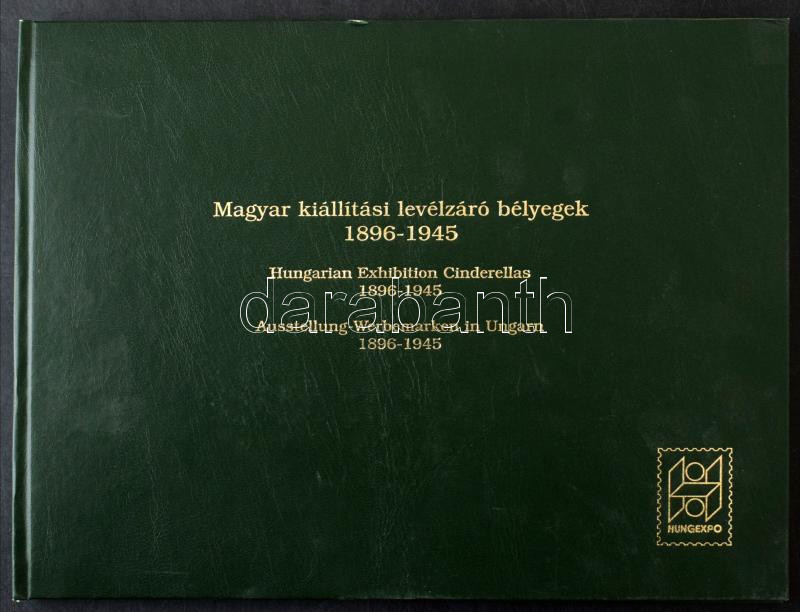 Magyar kiállítási levélzáró bélyegek
1896-1945
Hungarian Exhibition Cinderellas
1896-1945
darabanth
Ausstellung Werbemarken in Ungarn
1896-1945
HUNGEXPO